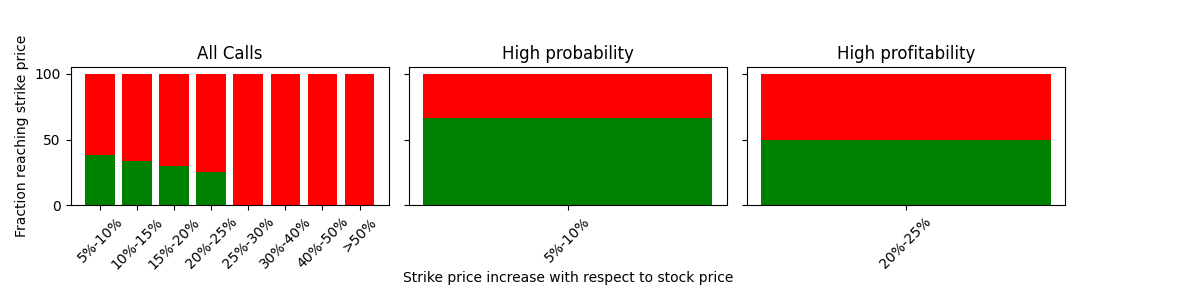 All Calls
High probability
High profitability
Fraction reaching strike price
100
50
0
5%-10%
10%-15%
15%-20%
20%-25%
25%-30%
30%-40%
40%-50%
>50%
5%-10%
20%-25%
Strike price increase with respect to stock price